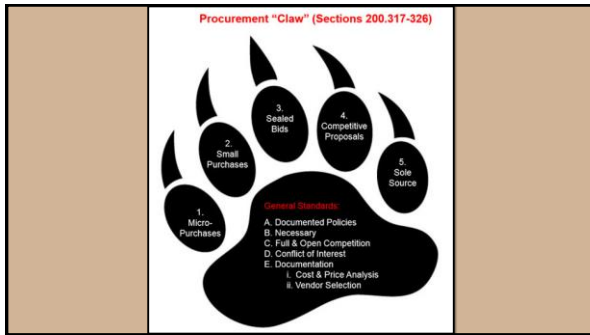 Procurement “Claw” (Sections 200.317-326)
1.
Micro-
Purchases
2.
Small
Purchases
3.
Sealed
Bids
4.
Competitive
Proposals
5.
Sole
Source
General Standards:
A. Documented Policies
B. Necessary
C. Full & Open Competition
D. Conflict of Interest
E. Documentation
i. Cost & Price Analysis
ii. Vendor Selection